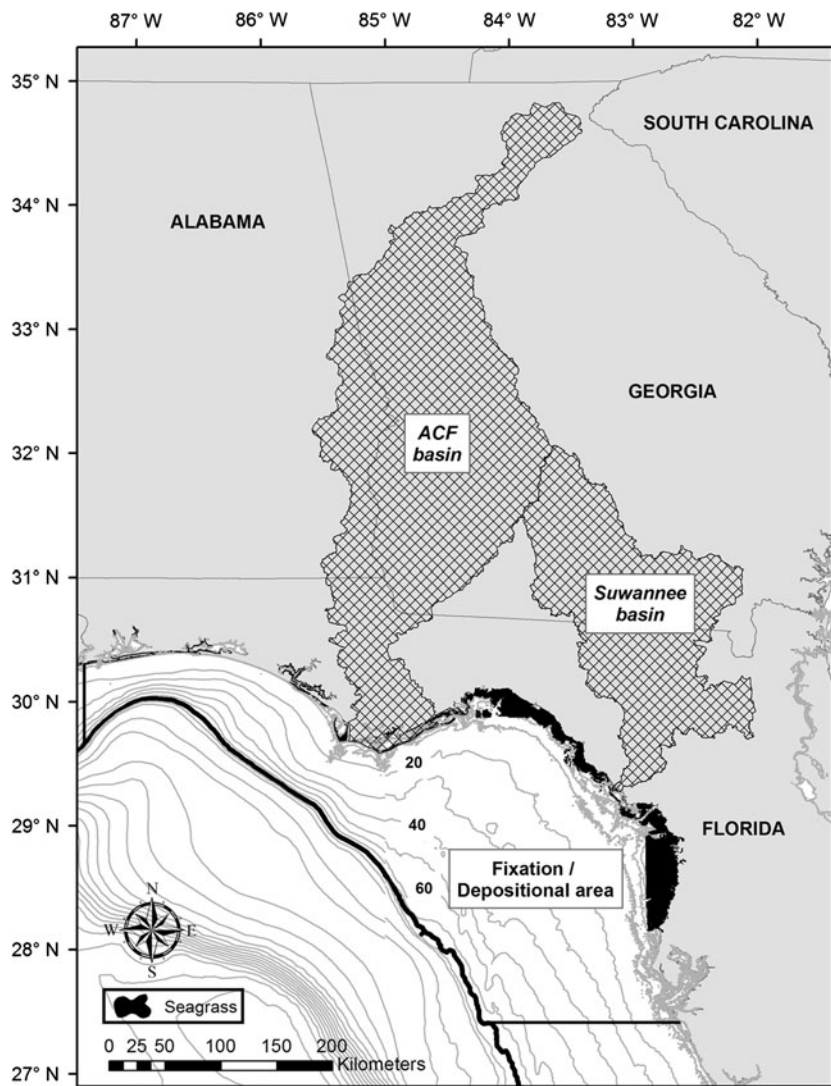 87° W 86° W 85° W 84° W 83° W 82° W
35° N
SOUTH CAROLINA
34° N
ALABAMA
33° N
GEORGIA
32° N
ACF
basin
31° N
Suwannee
basin
30° N
20
29° N
40
FLORIDA
Fixation /
Depositional area
60
28° N
N
W E
S
Seagrass
0 25 50 100 150 200
Kilometers
27° N